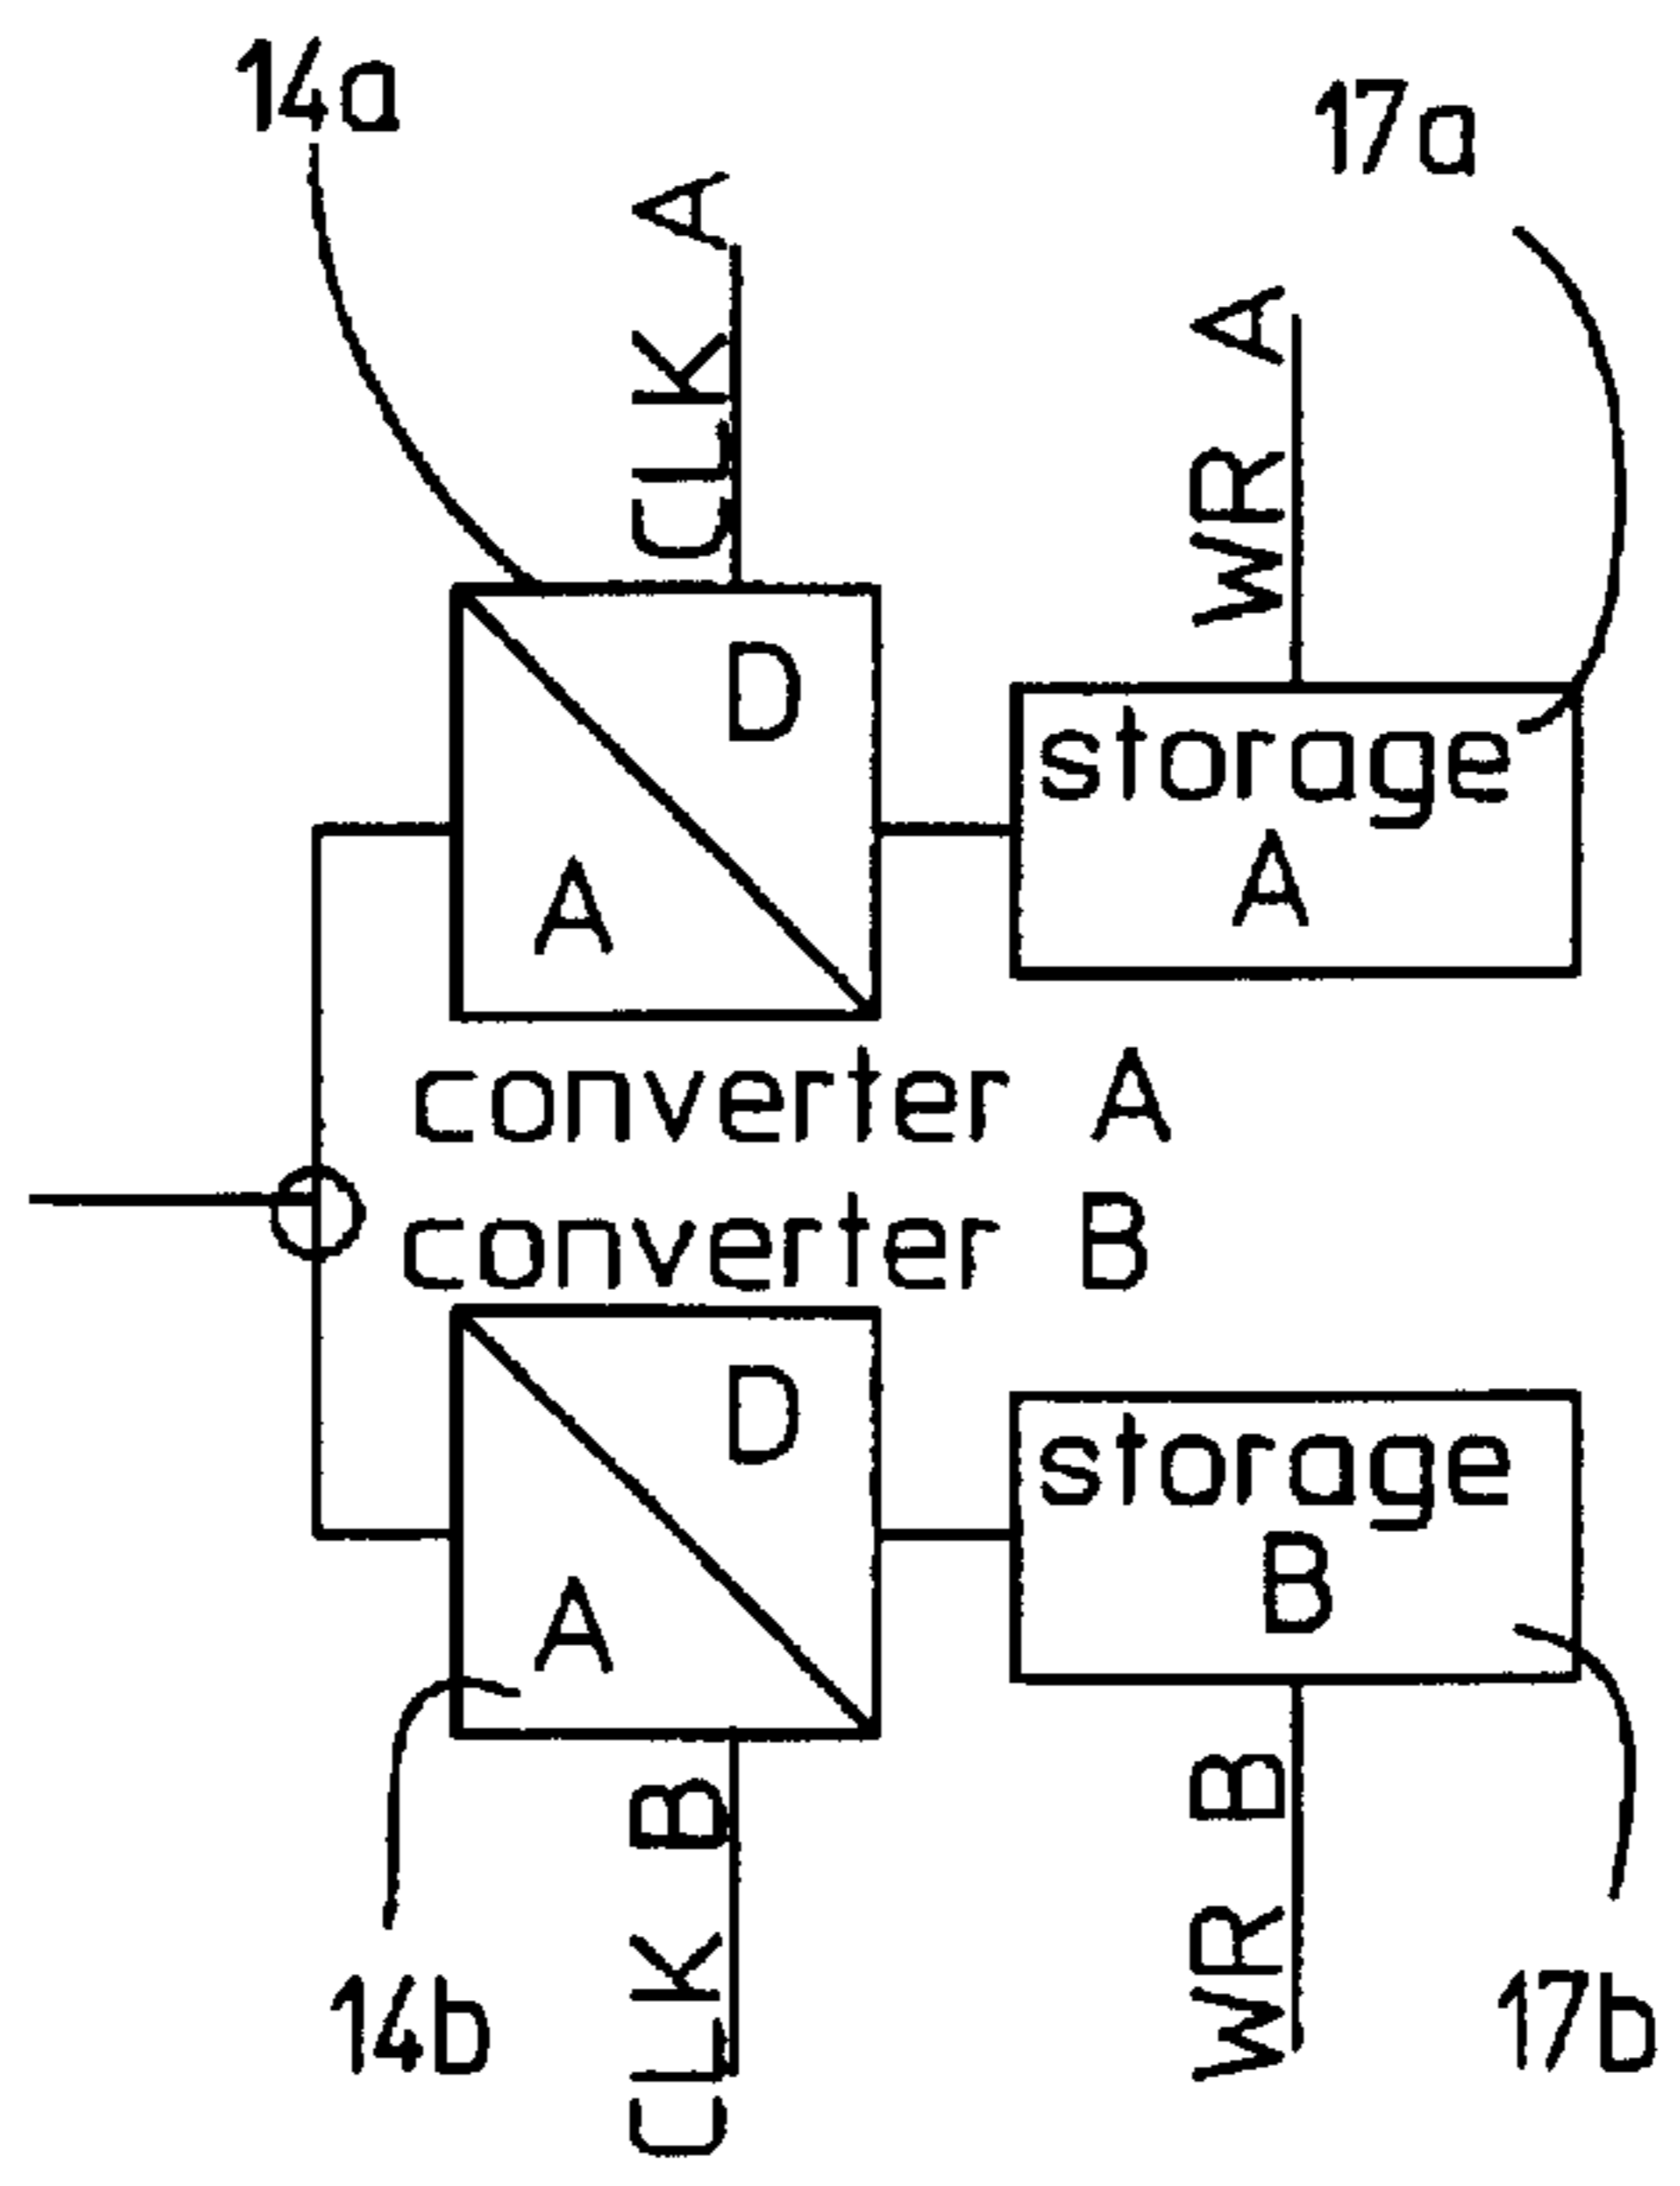 14a
17a
CLK A
WR A
D
A
storage
A
converter A
converter B
D
A
storage
B
CLK B
WR B
14b
17b